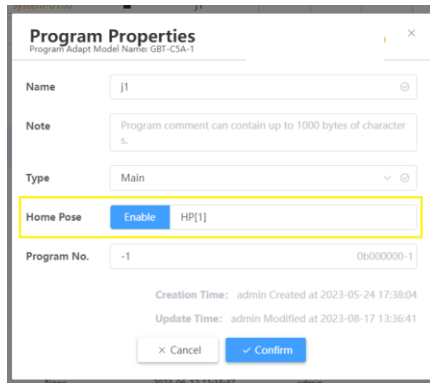 Program Properties
Program Adapt Model Name: GBT-C5A-1
Name
j1
Note
Program comment can contain up to 1000 bytes of character
s.
Type
Main
Home Pose
Enable
HP[1]
Program No.
-1
0b000000-1
Creation Time: admin Created at 2023-05-24 17:38:04
Update Time: admin Modified at 2023-08-17 13:36:41
Cancel
Confirm